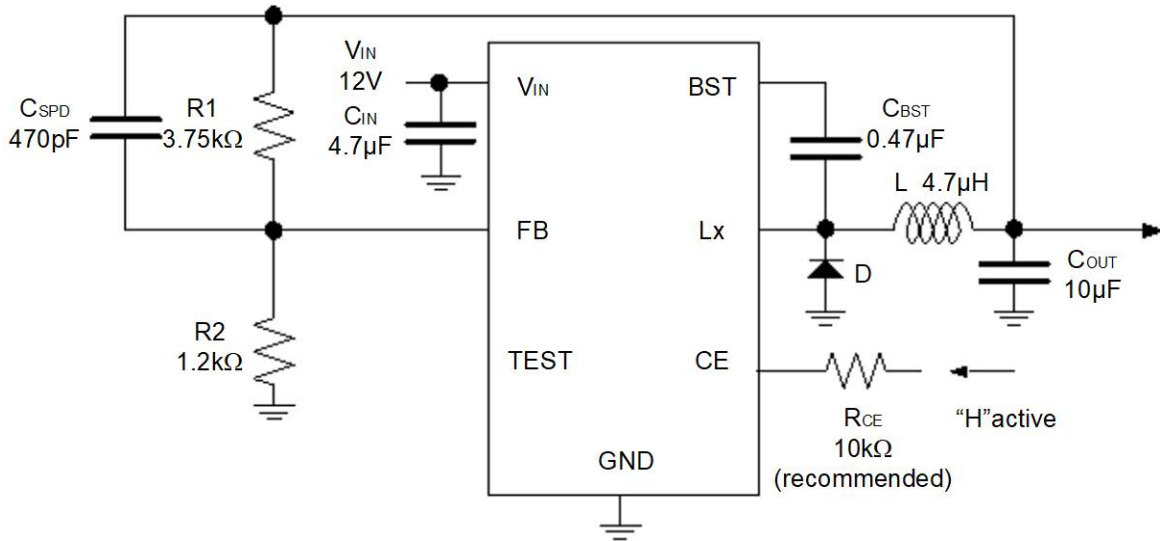 CSPD
470pF
R1
3.75kΩ
VIN
12V
CIN
4.7µF
VIN
BST
CBST
0.47µF
L 4.7µH
FB
Lx
D
COUT
10µF
R2
1.2kΩ
TEST
CE
RCE
10kΩ
(recommended)
“H”active
GND